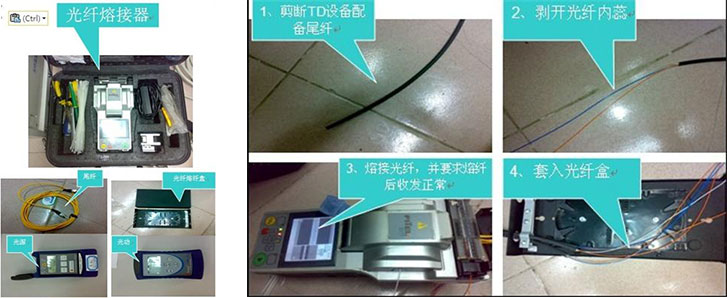 (Ctrl)
光纤熔接器
尾纤
光纤熔纤盒
光源
光功
1、剪断TD设备配
备尾纤
2、剥开光纤内蕊
3、熔接光纤，并要求熔纤
后收发正常
4、套入光纤盒